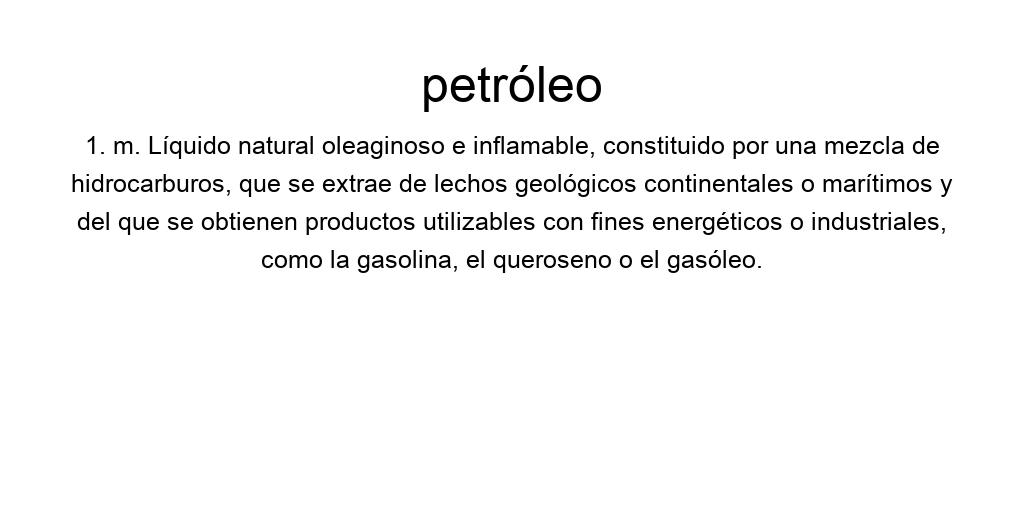 petróleo
1. m. Líquido natural oleaginoso e inflamable, constituido por una mezcla de
hidrocarburos, que se extrae de lechos geológicos continentales o marítimos y
del que se obtienen productos utilizables con fines energéticos o industriales,
como la gasolina, el queroseno o el gasóleo.